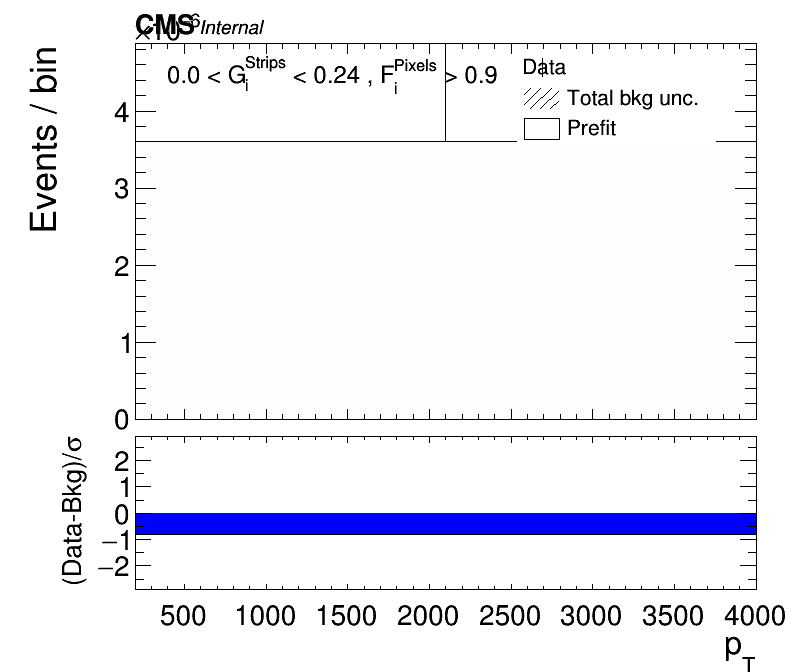 CMS Internal
×10⁻⁶
Events / bin
0.0 < G_i^Strips < 0.24 , F_i^Pixels > 0.9
Data
Total bkg unc.
Prefit
4
3
2
1
0
(Data-Bkg)/σ
2
1
0
−1
−2
500 1000 1500 2000 2500 3000 3500 4000
p_T